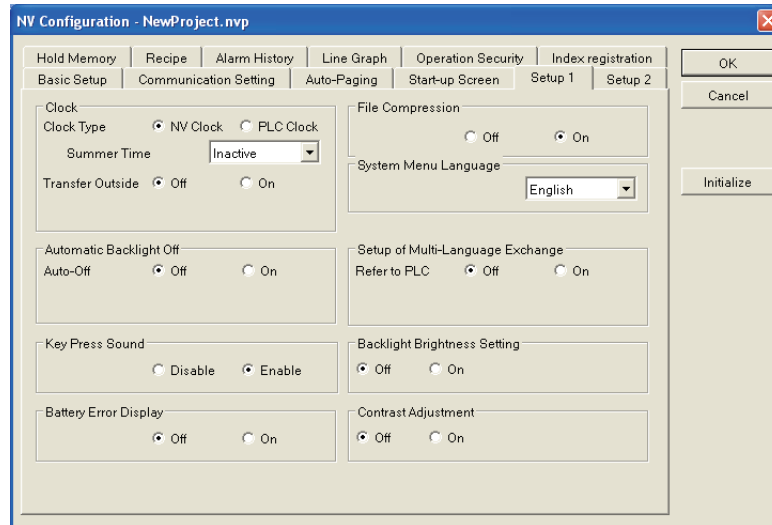 NV Configuration - NewProject.nvp
Hold Memory Recipe Alarm History Line Graph Operation Security Index registration
Basic Setup Communication Setting Auto-Paging Start-up Screen Setup 1 Setup 2
OK
Cancel
Initialize
Clock
Clock Type NV Clock PLC Clock
Summer Time Inactive
Transfer Outside Off On
File Compression
Off On
System Menu Language
English
Automatic Backlight Off
Auto-Off Off On
Setup of Multi-Language Exchange
Refer to PLC Off On
Key Press Sound
Disable Enable
Backlight Brightness Setting
Off On
Battery Error Display
Off On
Contrast Adjustment
Off On